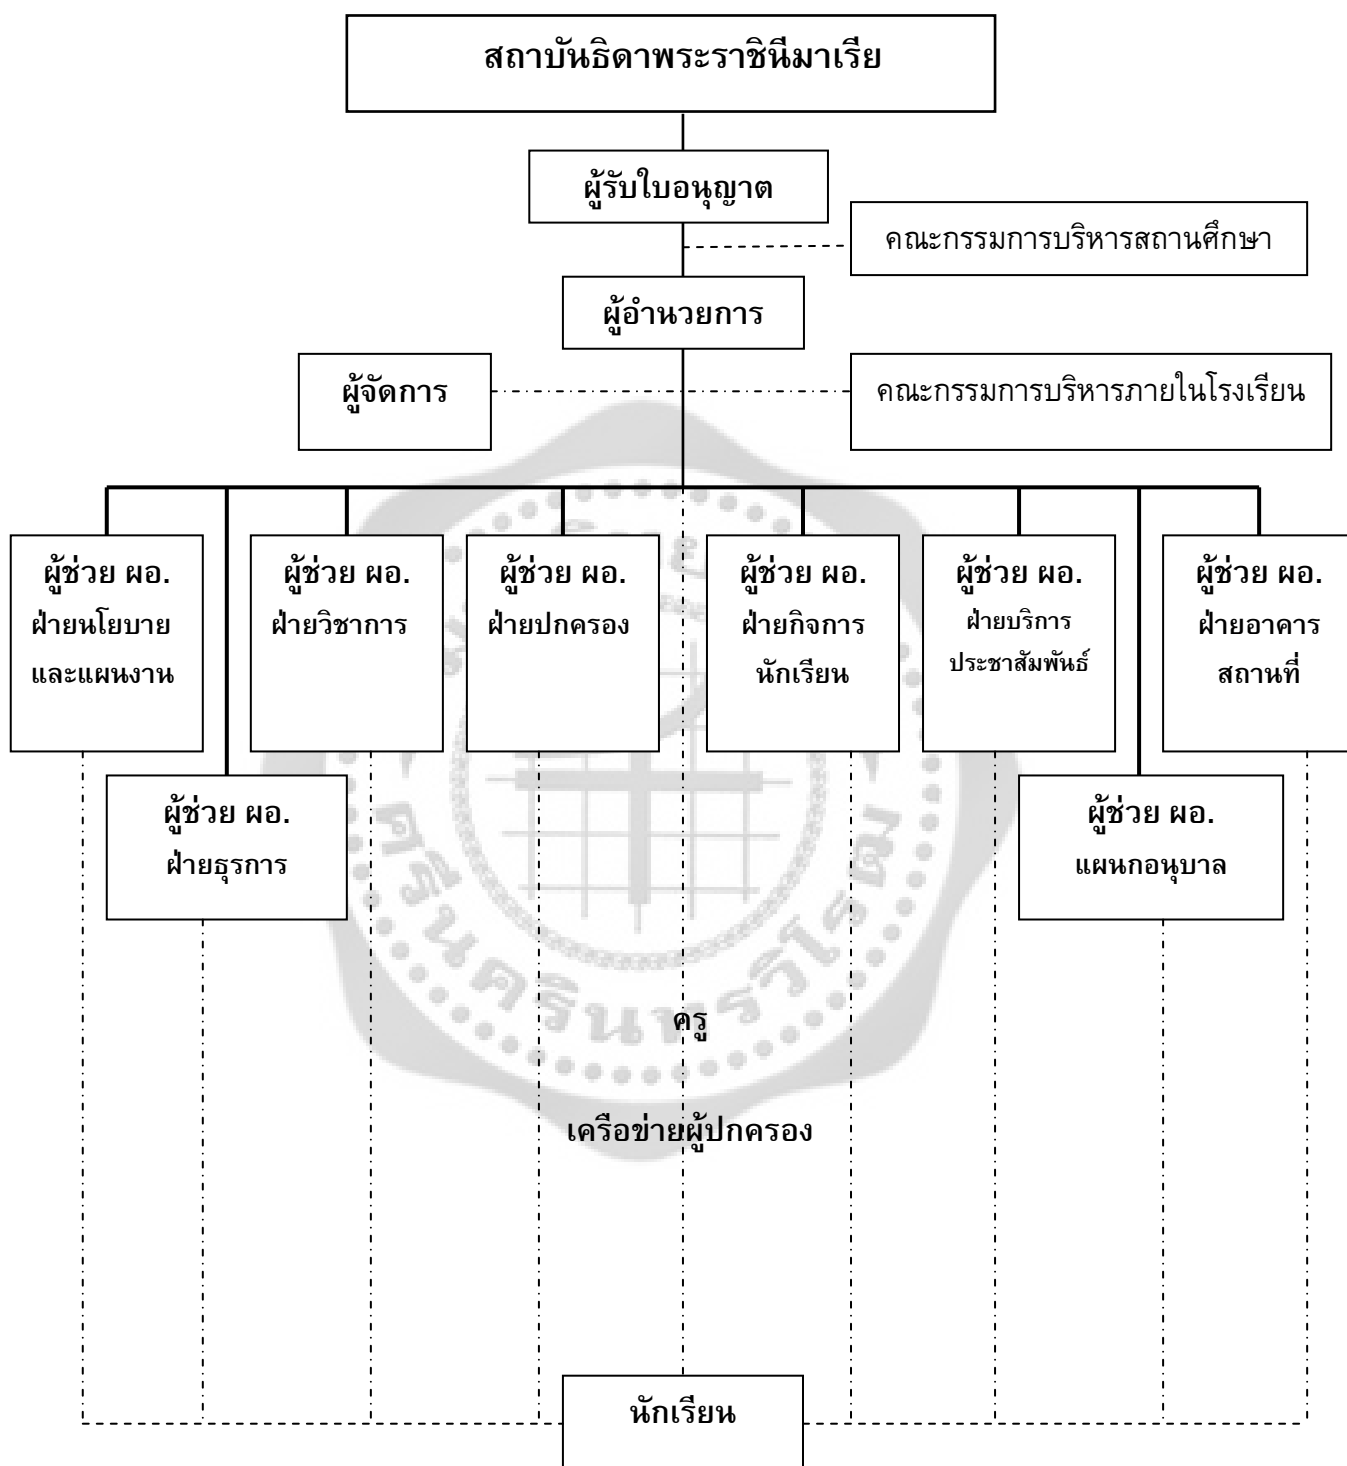 สถาบันธิดาพระราชินีมาเรีย
ผู้รับใบอนุญาต
คณะกรรมการบริหารสถานศึกษา
ผู้อำนวยการ
ผู้จัดการ
คณะกรรมการบริหารภายในโรงเรียน
ผู้ช่วย ผอ.
ฝ่ายนโยบาย
และแผนงาน
ผู้ช่วย ผอ.
ฝ่ายวิชาการ
ผู้ช่วย ผอ.
ฝ่ายปกครอง
ผู้ช่วย ผอ.
ฝ่ายกิจการ
นักเรียน
ผู้ช่วย ผอ.
ฝ่ายบริการ
ประชาสัมพันธ์
ผู้ช่วย ผอ.
ฝ่ายอาคาร
สถานที่
ผู้ช่วย ผอ.
ฝ่ายธุรการ
ผู้ช่วย ผอ.
แผนกอนุบาล
ศรีนครินทรวิโรฒ
ครู
เครือข่ายผู้ปกครอง
นักเรียน